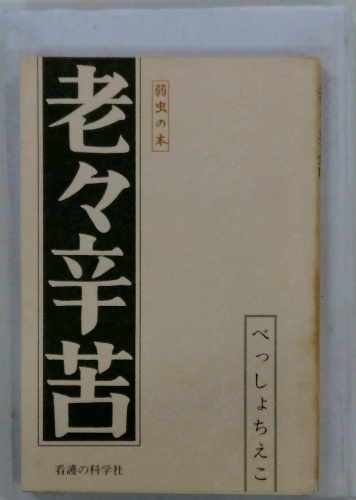 弱虫の本
老々辛苦
べっしょちえこ
看護の科学社